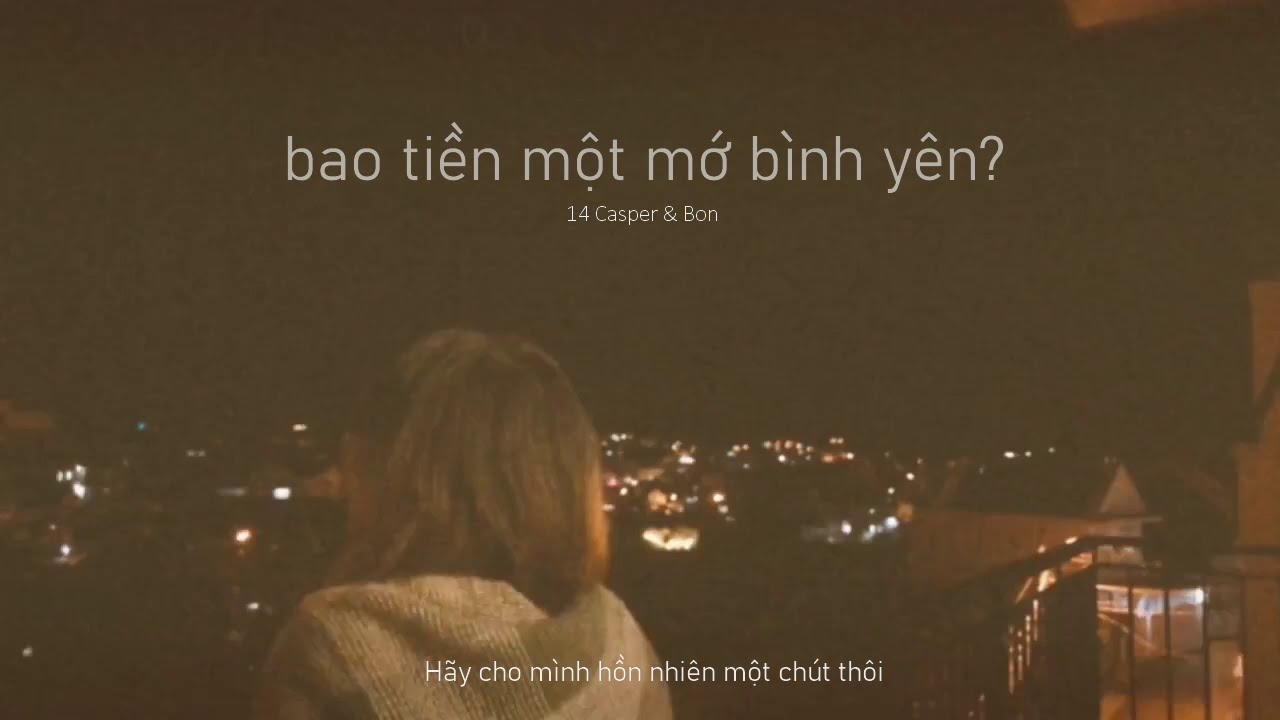 bao tiền một mớ bình yên?
14 Casper & Bon
Hãy cho mình hồn nhiên một chút thôi